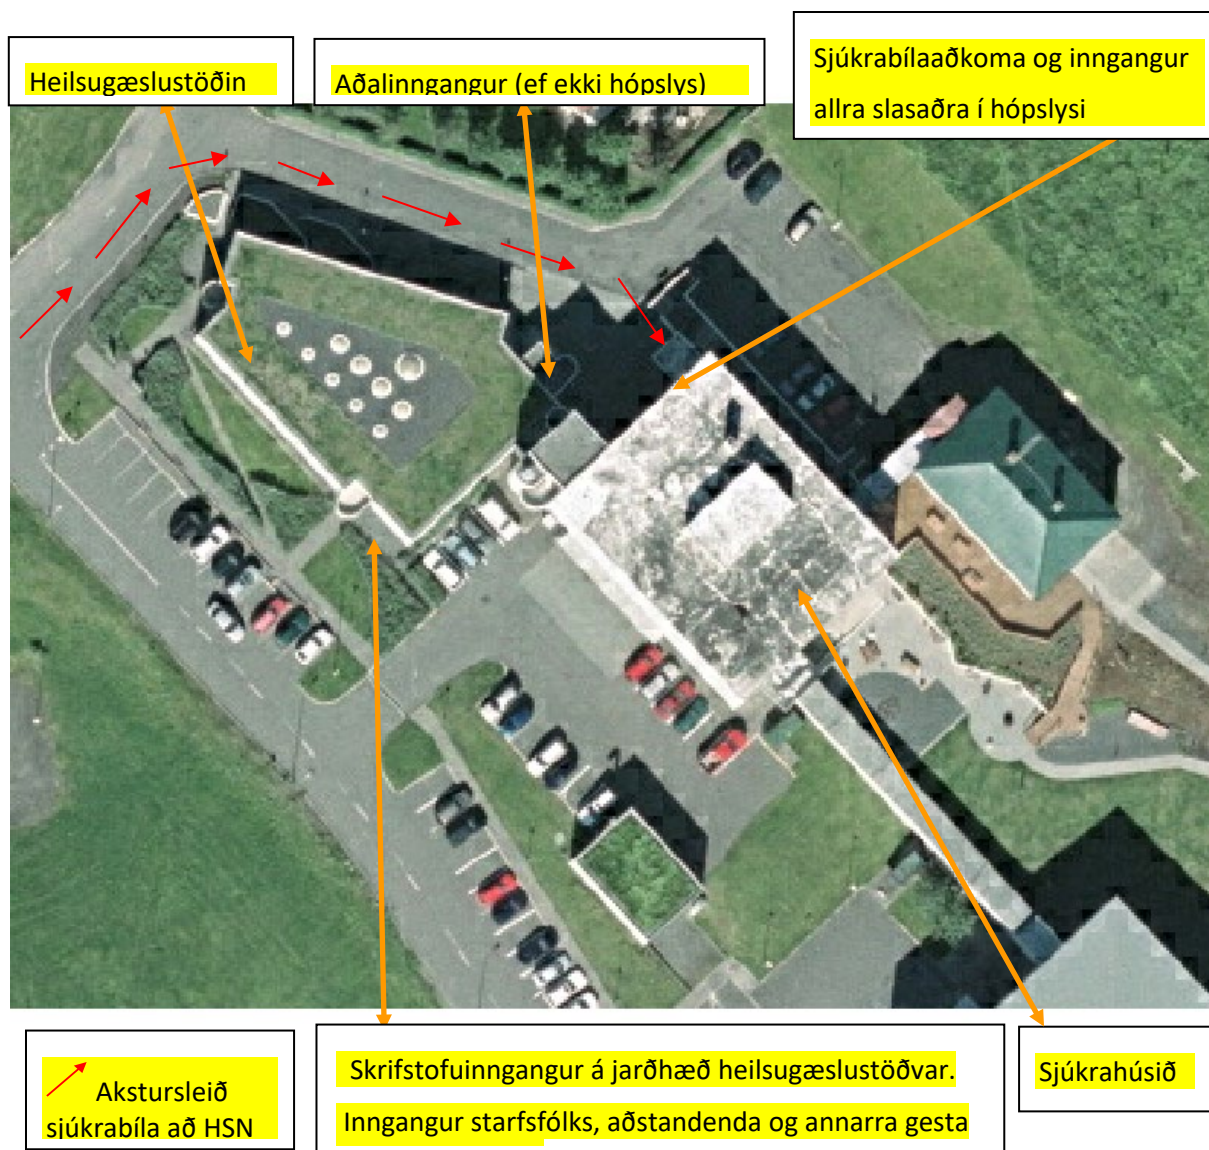 Heilsugæslustöðin
Aðalinngangur (ef ekki hópslys)
Sjúkrabílaaðkoma og inngangur
allra slasaðra í hópslysi
Akstursleið
sjúkrabíla að HSN
Skrifstofuinngangur á jarðhæð heilsugæslustöðvar.
Inngangur starfsfólks, aðstandenda og annarra gesta
Sjúkrahúsið